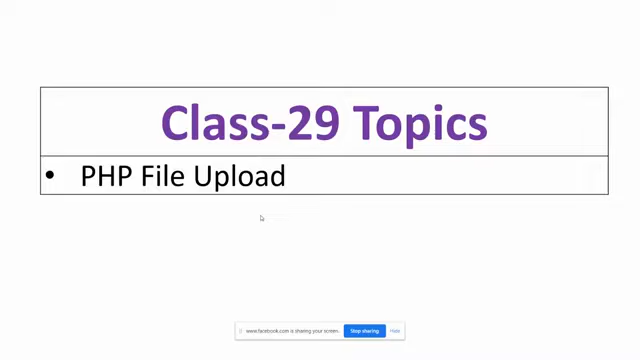 Class-29 Topics
• PHP File Upload
www.facebook.com is sharing your screen. Stop sharing Hide